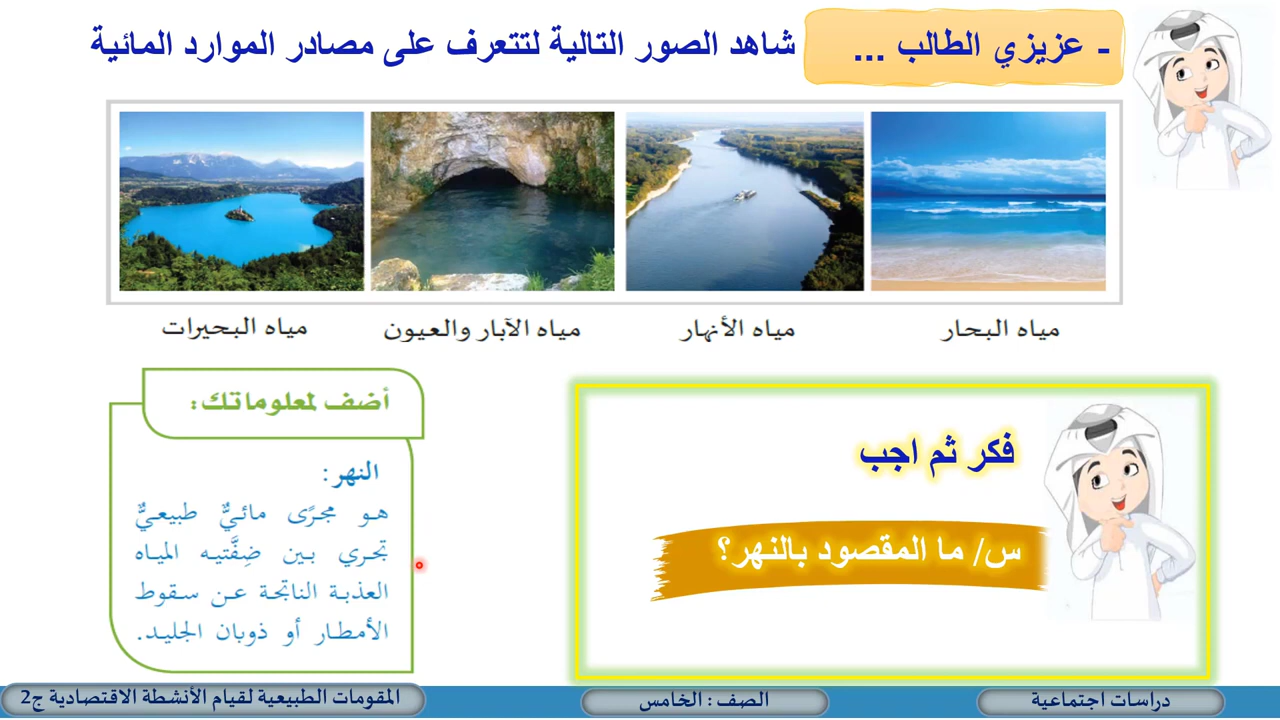 - عزيزي الطالب ... شاهد الصور التالية لتتعرف على مصادر الموارد المائية
مياه البحار
مياه الأنهار
مياه الآبار والعيون
مياه البحيرات
فكر ثم اجب
س/ ما المقصود بالنهر؟
أضف لمعلوماتك:
النهر:
هو مجرًى مائيٌّ طبيعيٌّ
تجري بين ضِفَّتيه المياه
العذبة الناتجة عن سقوط
الأمطار أو ذوبان الجليد.
دراسات اجتماعية
الصف : الخامس
المقومات الطبيعية لقيام الأنشطة الاقتصادية ج2